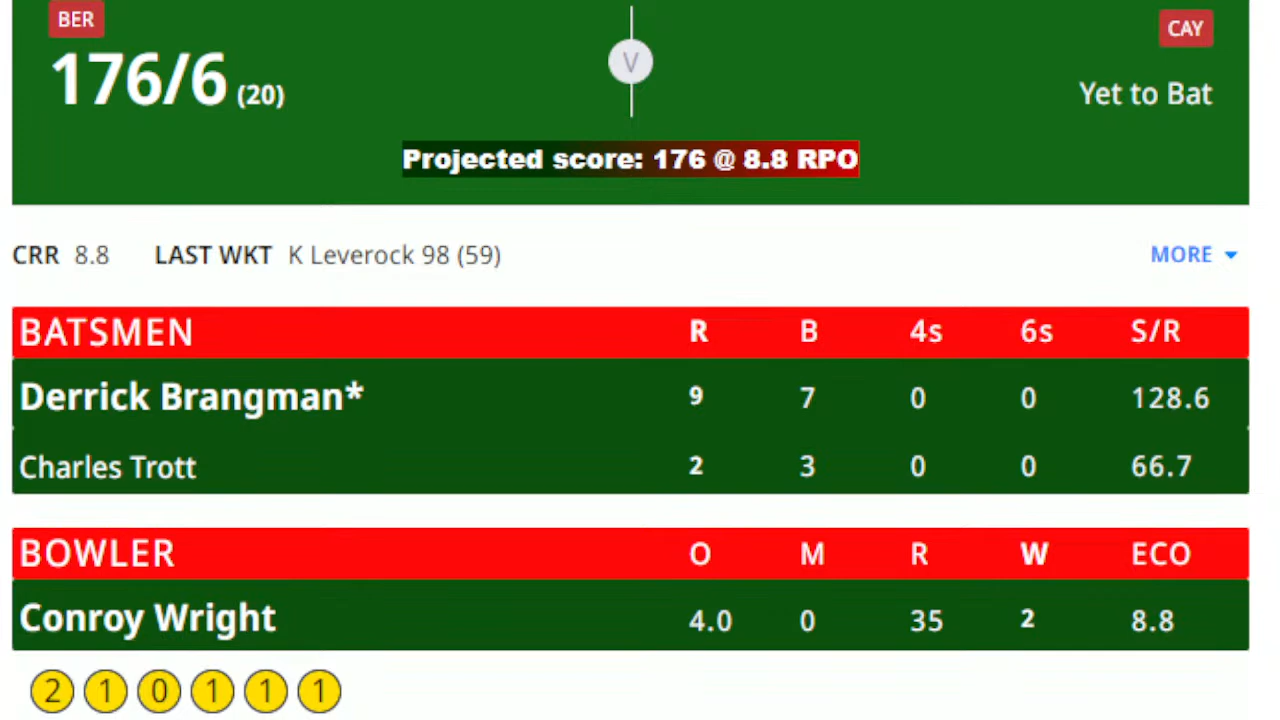 BER
CAY
176/6 (20)
V
Yet to Bat
Projected score: 176 @ 8.8 RPO
CRR 8.8 LAST WKT K Leverock 98 (59) MORE
BATSMEN R B 4s 6s S/R
Derrick Brangman* 9 7 0 0 128.6
Charles Trott 2 3 0 0 66.7
BOWLER O M R W ECO
Conroy Wright 4.0 0 35 2 8.8
2 1 0 1 1 1